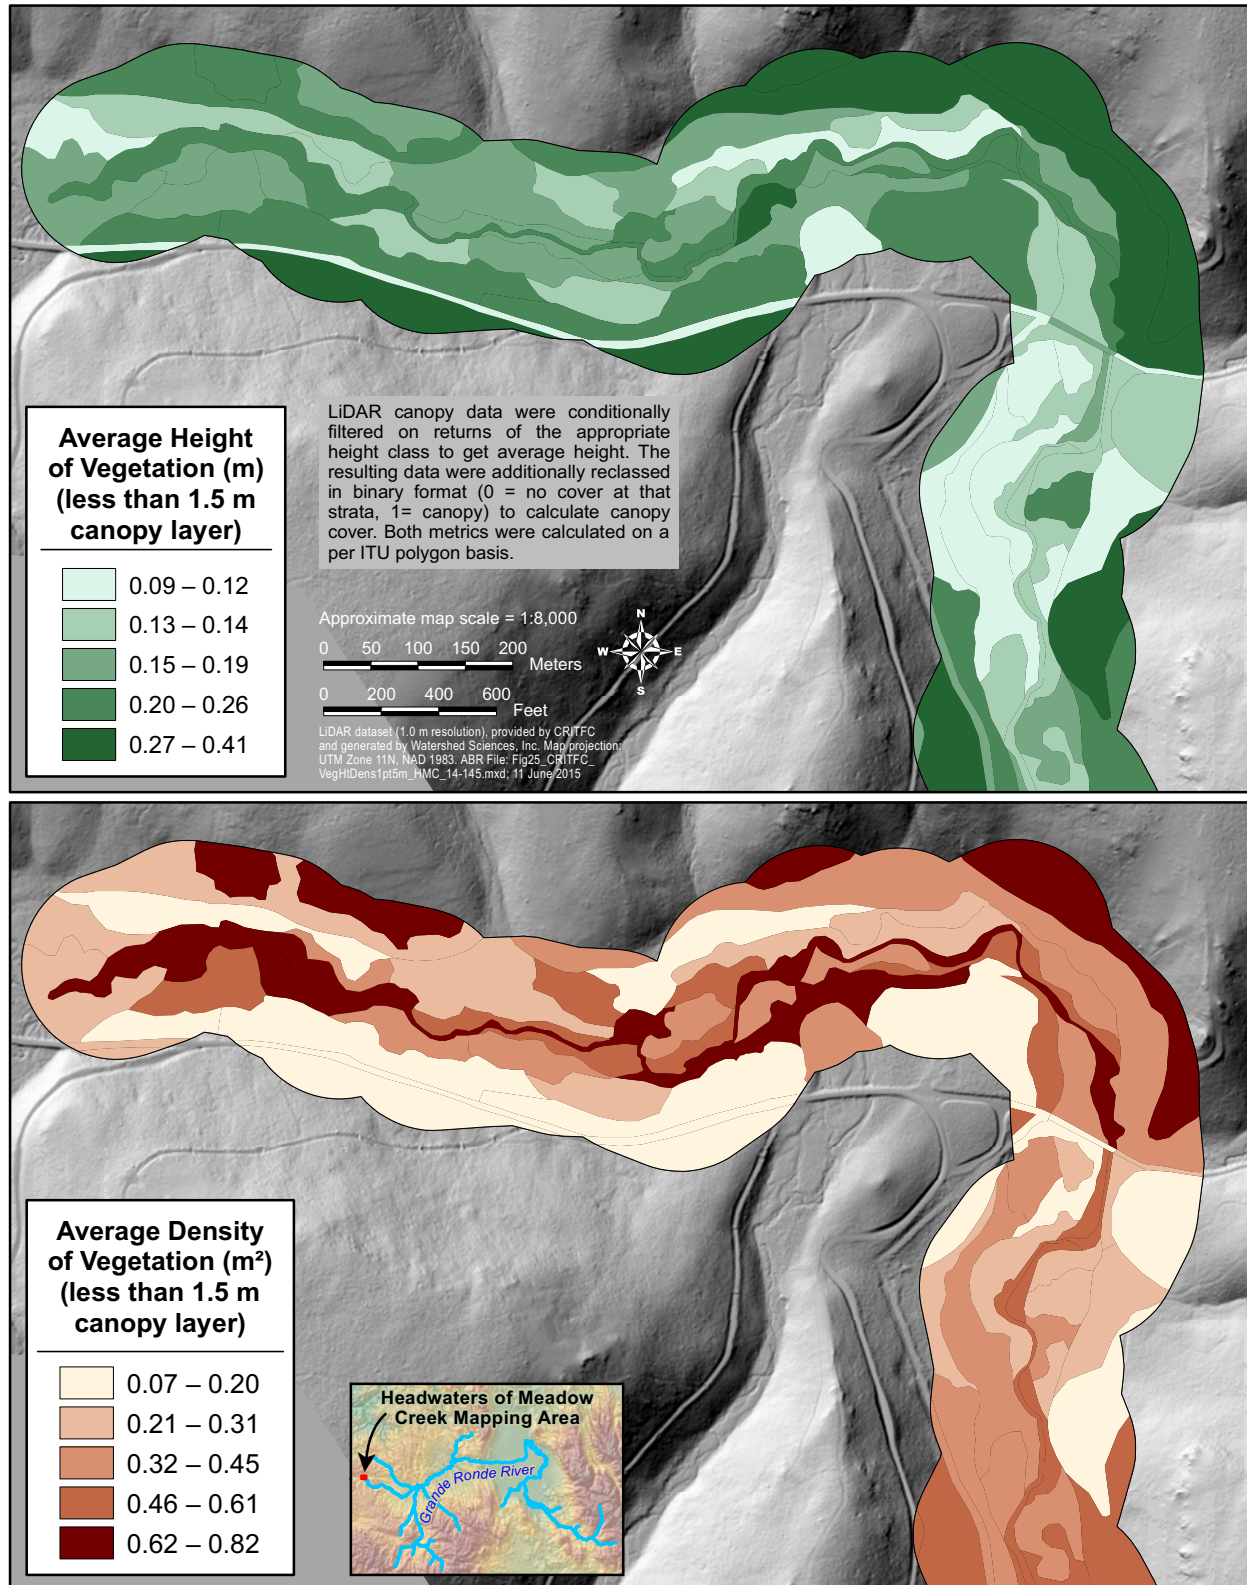 Average Height
of Vegetation (m)
(less than 1.5 m
canopy layer)
0.09 – 0.12
0.13 – 0.14
0.15 – 0.19
0.20 – 0.26
0.27 – 0.41
LiDAR canopy data were conditionally
filtered on returns of the appropriate
height class to get average height. The
resulting data were additionally reclassed
in binary format (0 = no cover at that
strata, 1= canopy) to calculate canopy
cover. Both metrics were calculated on a
per ITU polygon basis.
Approximate map scale = 1:8,000
0 50 100 150 200
Meters
0 200 400 600
Feet
N
W E
S
LiDAR dataset (1.0 m resolution), provided by CRITFC
and generated by Watershed Sciences, Inc. Map projection:
UTM Zone 11N, NAD 1983. ABR File: Fig25_CRITFC_
VegHtDens1pt5m_HMC_14-145.mxd; 11 June 2015
Average Density
of Vegetation (m²)
(less than 1.5 m
canopy layer)
0.07 – 0.20
0.21 – 0.31
0.32 – 0.45
0.46 – 0.61
0.62 – 0.82
Headwaters of Meadow
Creek Mapping Area
Grande Ronde River